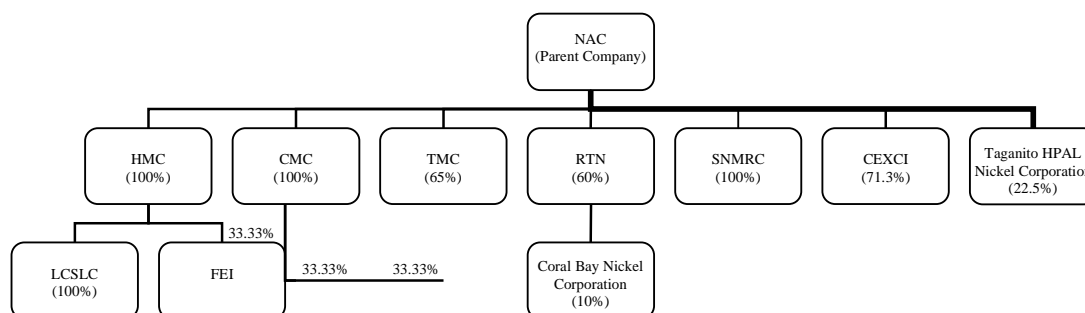 NAC
(Parent Company)
HMC
(100%)
CMC
(100%)
TMC
(65%)
RTN
(60%)
SNMRC
(100%)
CEXCI
(71.3%)
Taganito HPAL
Nickel Corporation
(22.5%)
33.33%
LCSLC
(100%)
FEI
33.33%
33.33%
Coral Bay Nickel
Corporation
(10%)